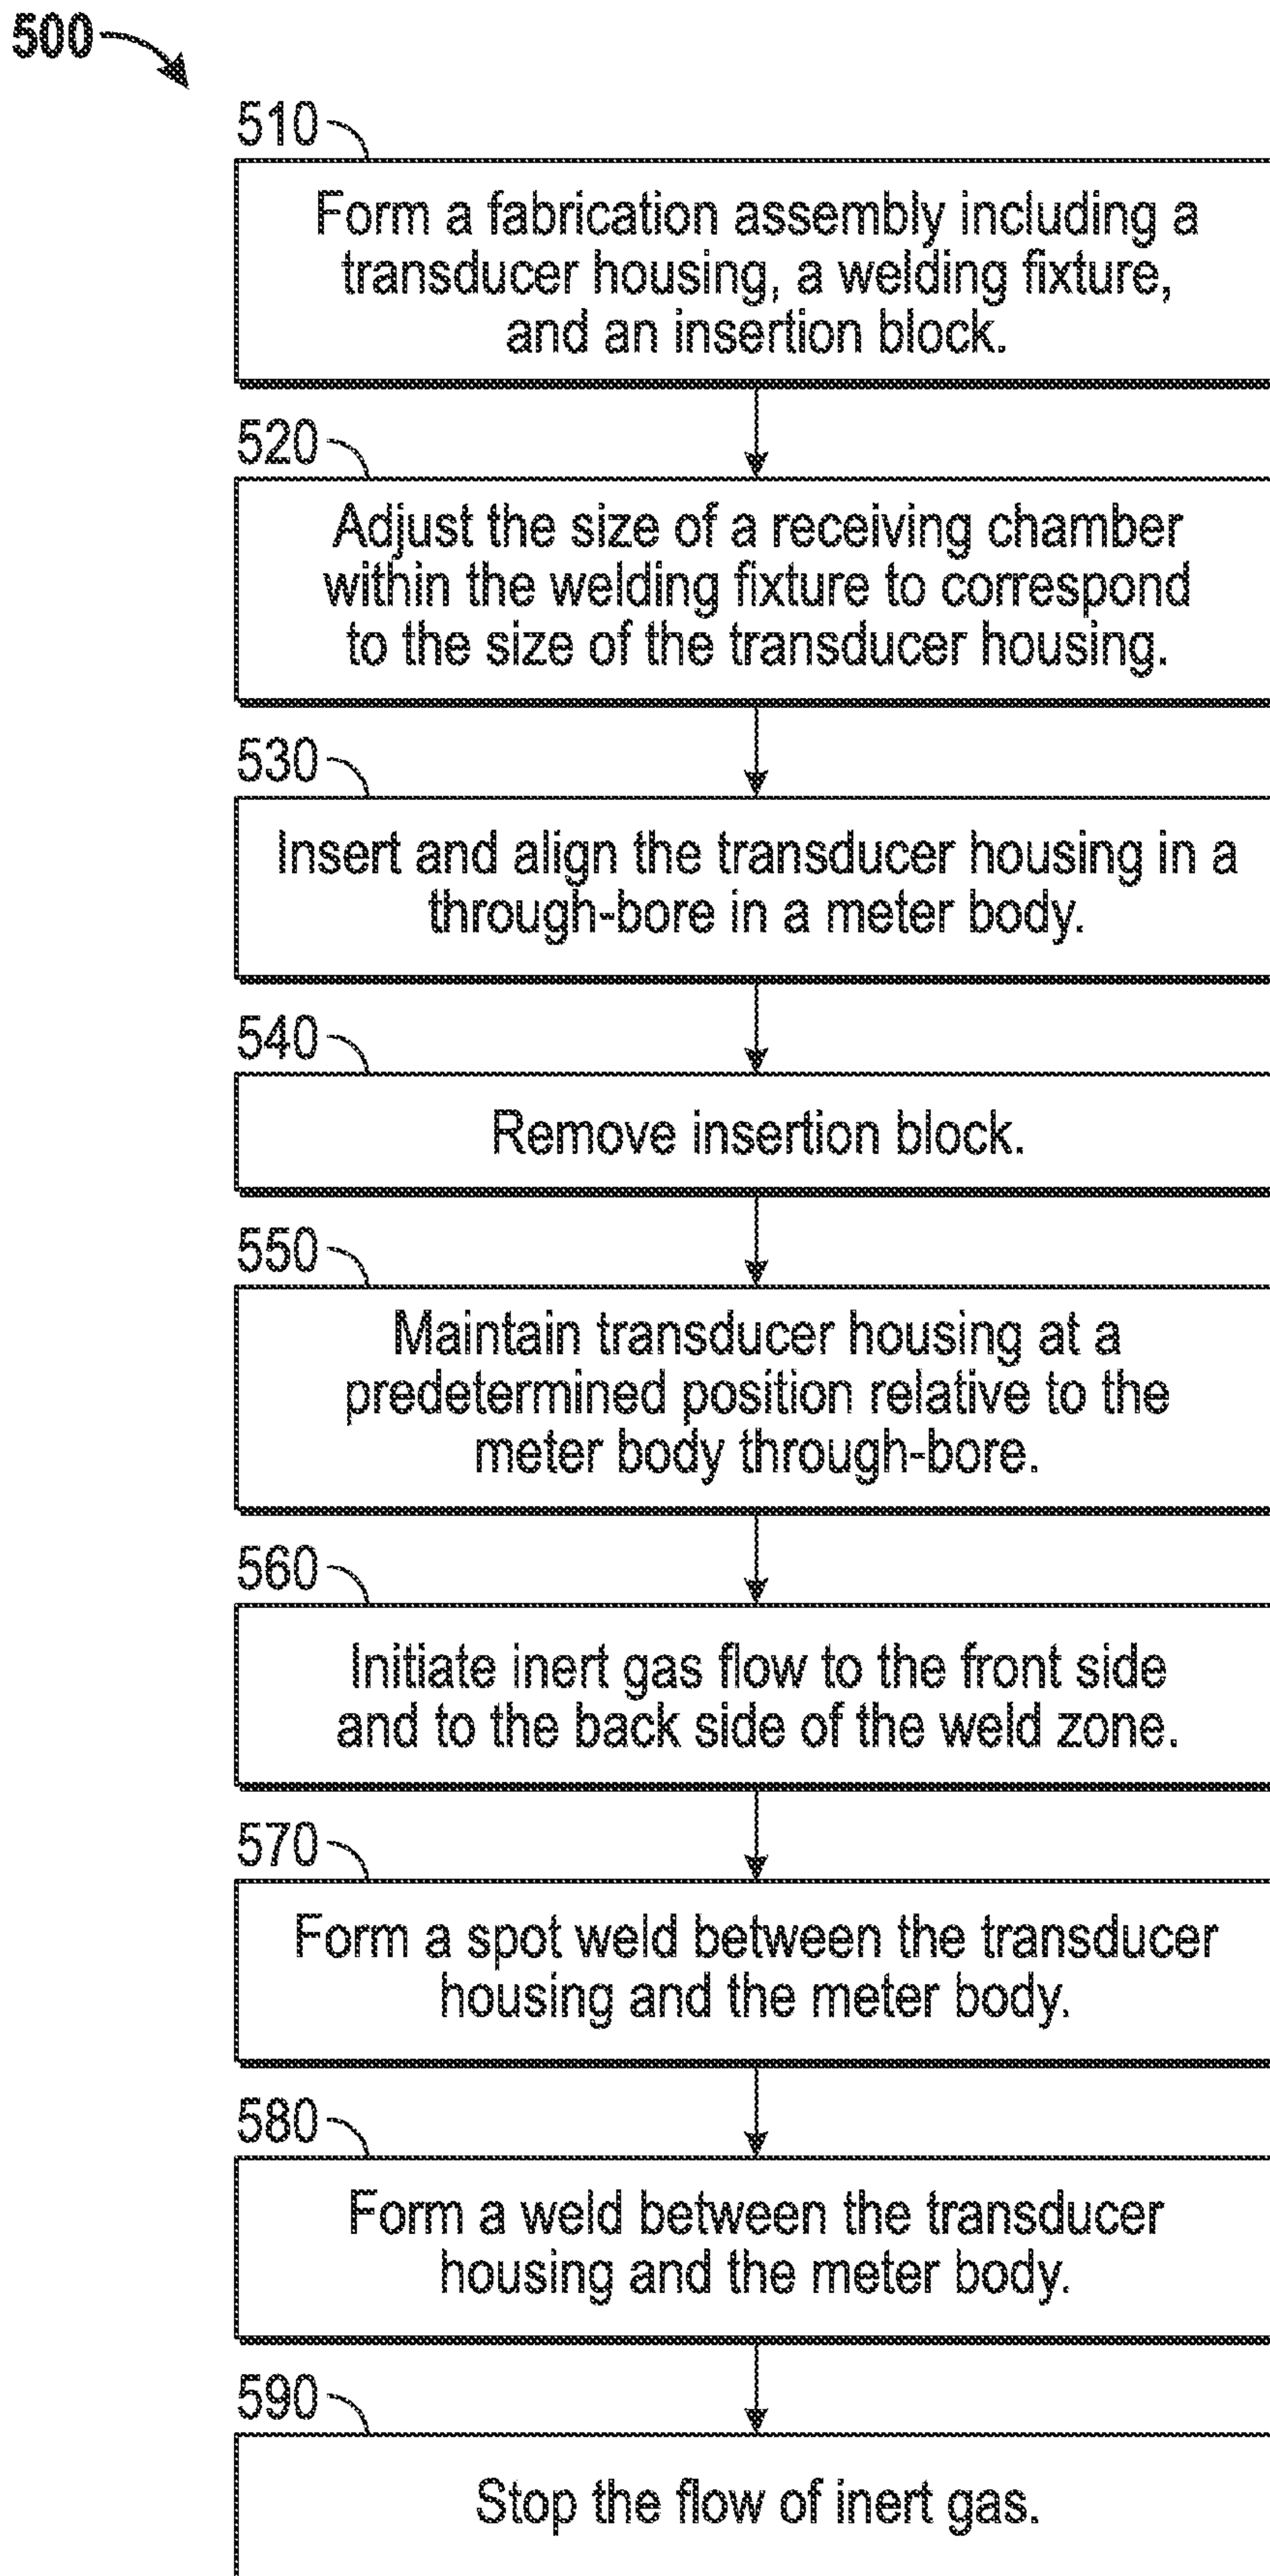 500
510
Form a fabrication assembly including a
transducer housing, a welding fixture,
and an insertion block.
520
Adjust the size of a receiving chamber
within the welding fixture to correspond
to the size of the transducer housing.
530
Insert and align the transducer housing in a
through-bore in a meter body.
540
Remove insertion block.
550
Maintain transducer housing at a
predetermined position relative to the
meter body through-bore.
560
Initiate inert gas flow to the front side
and to the back side of the weld zone.
570
Form a spot weld between the transducer
housing and the meter body.
580
Form a weld between the transducer
housing and the meter body.
590
Stop the flow of inert gas.